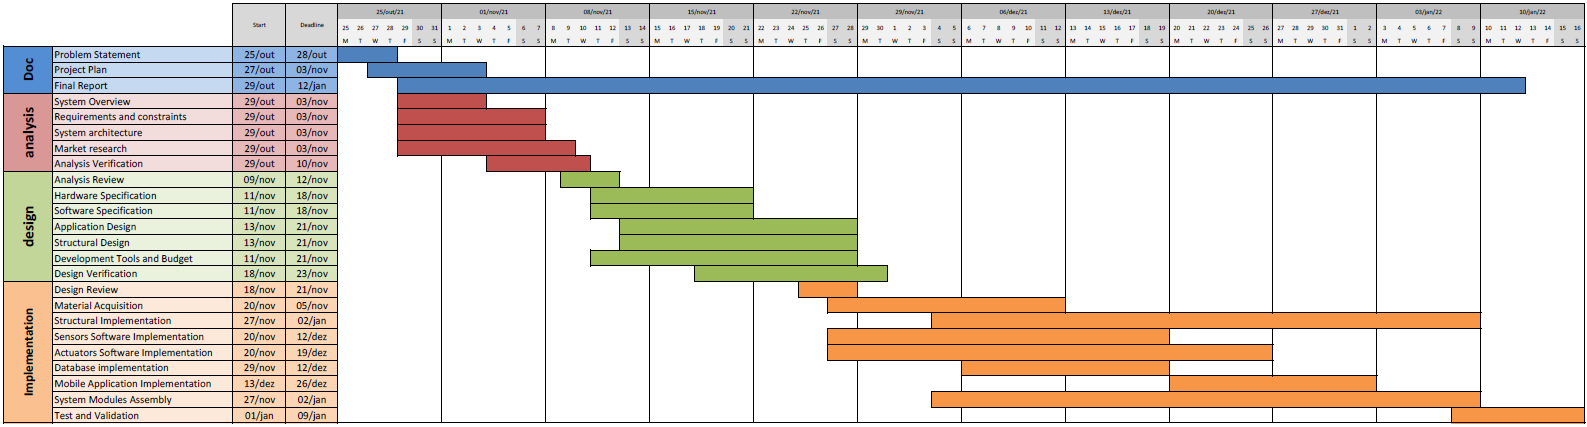 Start Deadline 25/out/21 01/nov/21 08/nov/21 15/nov/21 22/nov/21 29/nov/21 06/dez/21 13/dez/21 20/dez/21 27/dez/21 03/jan/22 10/jan/22
25 26 27 28 29 30 31 1 2 3 4 5 6 7 8 9 10 11 12 13 14 15 16 17 18 19 20 21 22 23 24 25 26 27 28 29 30 1 2 3 4 5 6 7 8 9 10 11 12 13 14 15 16 17 18 19 20 21 22 23 24 25 26 27 28 29 30 31 1 2 3 4 5 6 7 8 9 10 11 12 13 14 15 16
M T W T F S S M T W T F S S M T W T F S S M T W T F S S M T W T F S S M T W T F S S M T W T F S S M T W T F S S M T W T F S S M T W T F S S M T W T F S S M T W T F S S
Doc
Problem Statement 25/out 28/out
Project Plan 27/out 03/nov
Final Report 29/out 12/jan
analysis
System Overview 29/out 03/nov
Requirements and constraints 29/out 03/nov
System architecture 29/out 03/nov
Market research 29/out 03/nov
Analysis Verification 29/out 10/nov
design
Analysis Review 09/nov 12/nov
Hardware Specification 11/nov 18/nov
Software Specification 11/nov 18/nov
Application Design 13/nov 21/nov
Structural Design 13/nov 21/nov
Development Tools and Budget 11/nov 21/nov
Design Verification 18/nov 23/nov
Implementation
Design Review 18/nov 21/nov
Material Acquisition 20/nov 05/nov
Structural Implementation 27/nov 02/jan
Sensors Software Implementation 20/nov 12/dez
Actuators Software Implementation 20/nov 19/dez
Database implementation 29/nov 12/dez
Mobile Application Implementation 13/dez 26/dez
System Modules Assembly 27/nov 02/jan
Test and Validation 01/jan 09/jan